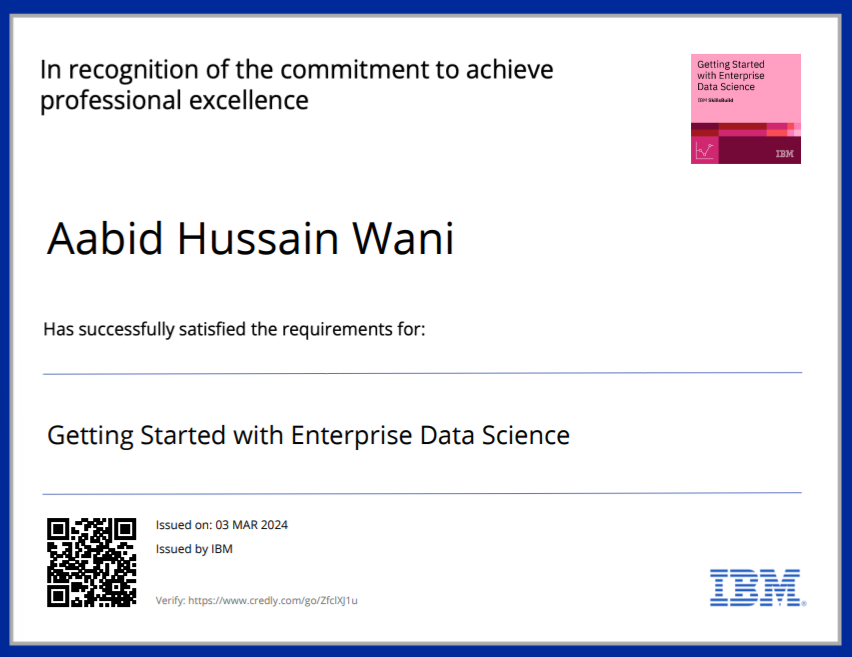 In recognition of the commitment to achieve
professional excellence
Getting Started
with Enterprise
Data Science
IBM SkillsBuild
IBM
Aabid Hussain Wani
Has successfully satisfied the requirements for:
Getting Started with Enterprise Data Science
Issued on: 03 MAR 2024
Issued by IBM
Verify: https://www.credly.com/go/ZfclXJ1u
IBM®